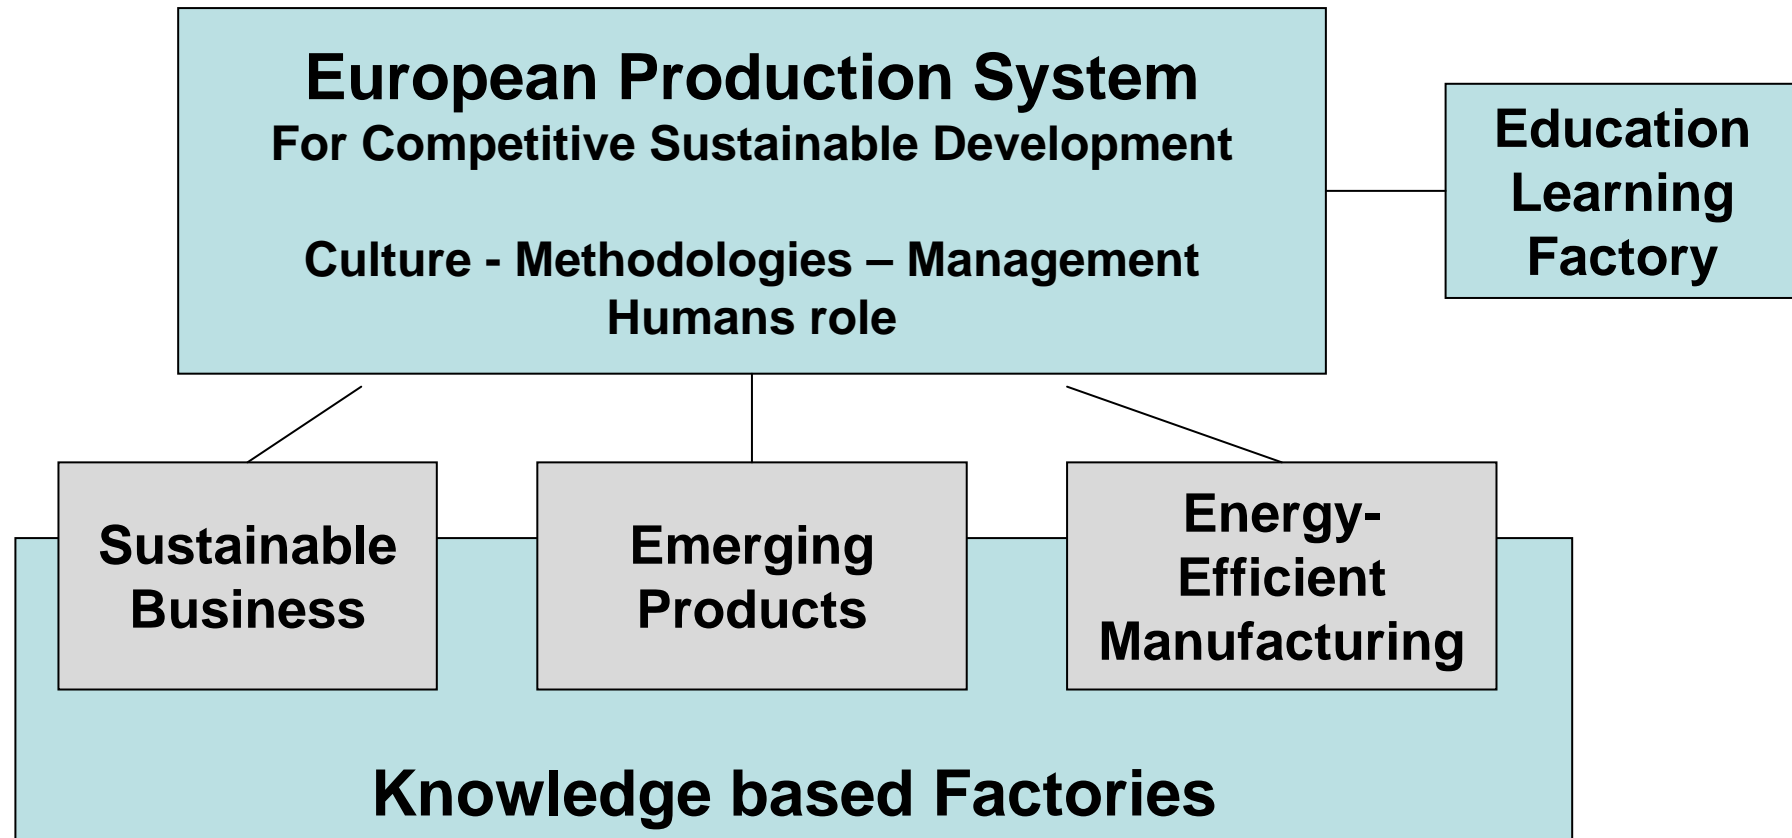 European Production System
For Competitive Sustainable Development
Culture - Methodologies – Management
Humans role
Education
Learning
Factory
Sustainable
Business
Emerging
Products
Energy-
Efficient
Manufacturing
Knowledge based Factories